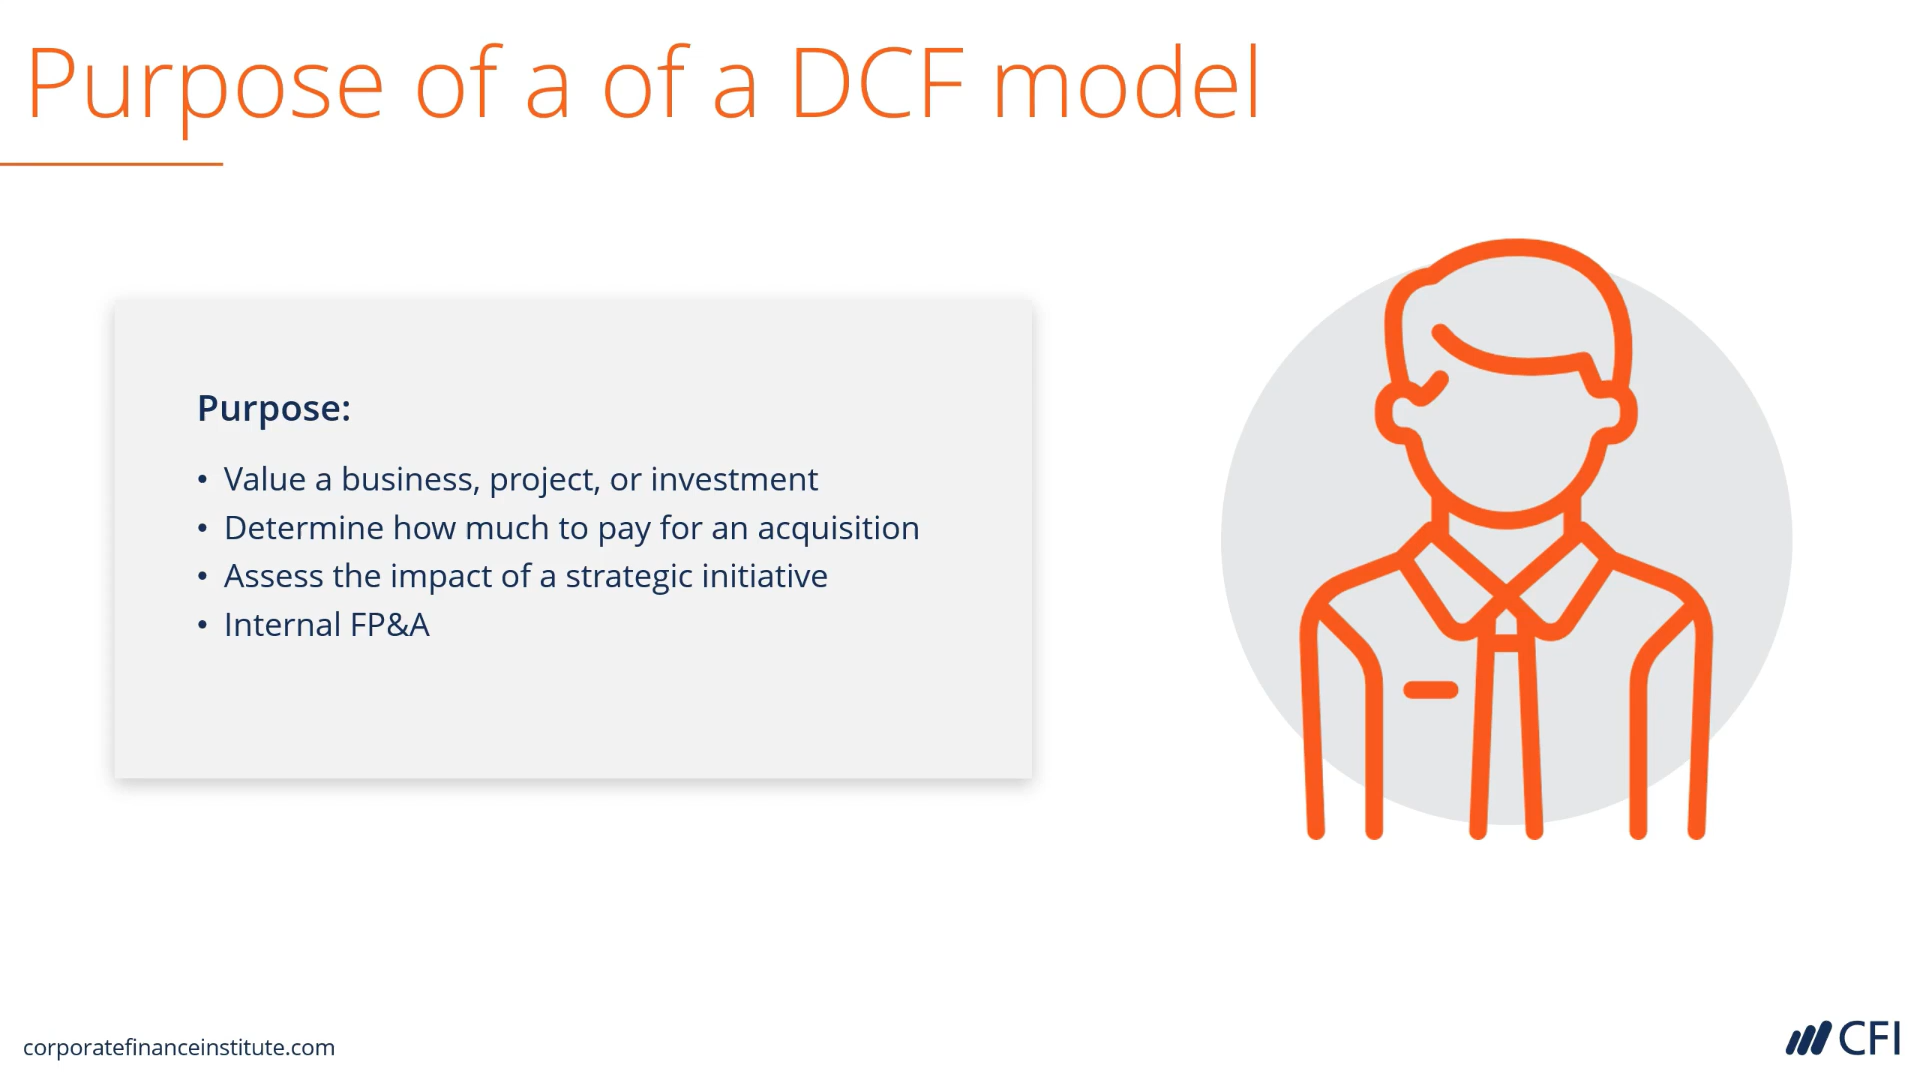 Purpose of a of a DCF model
Purpose:
• Value a business, project, or investment
• Determine how much to pay for an acquisition
• Assess the impact of a strategic initiative
• Internal FP&A
corporatefinanceinstitute.com
CFI